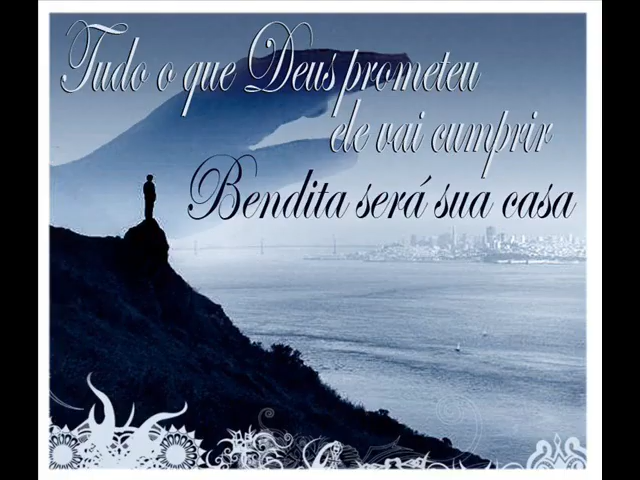 Tudo o que Deus prometeu
ele vai cumprir
Bendita será sua casa